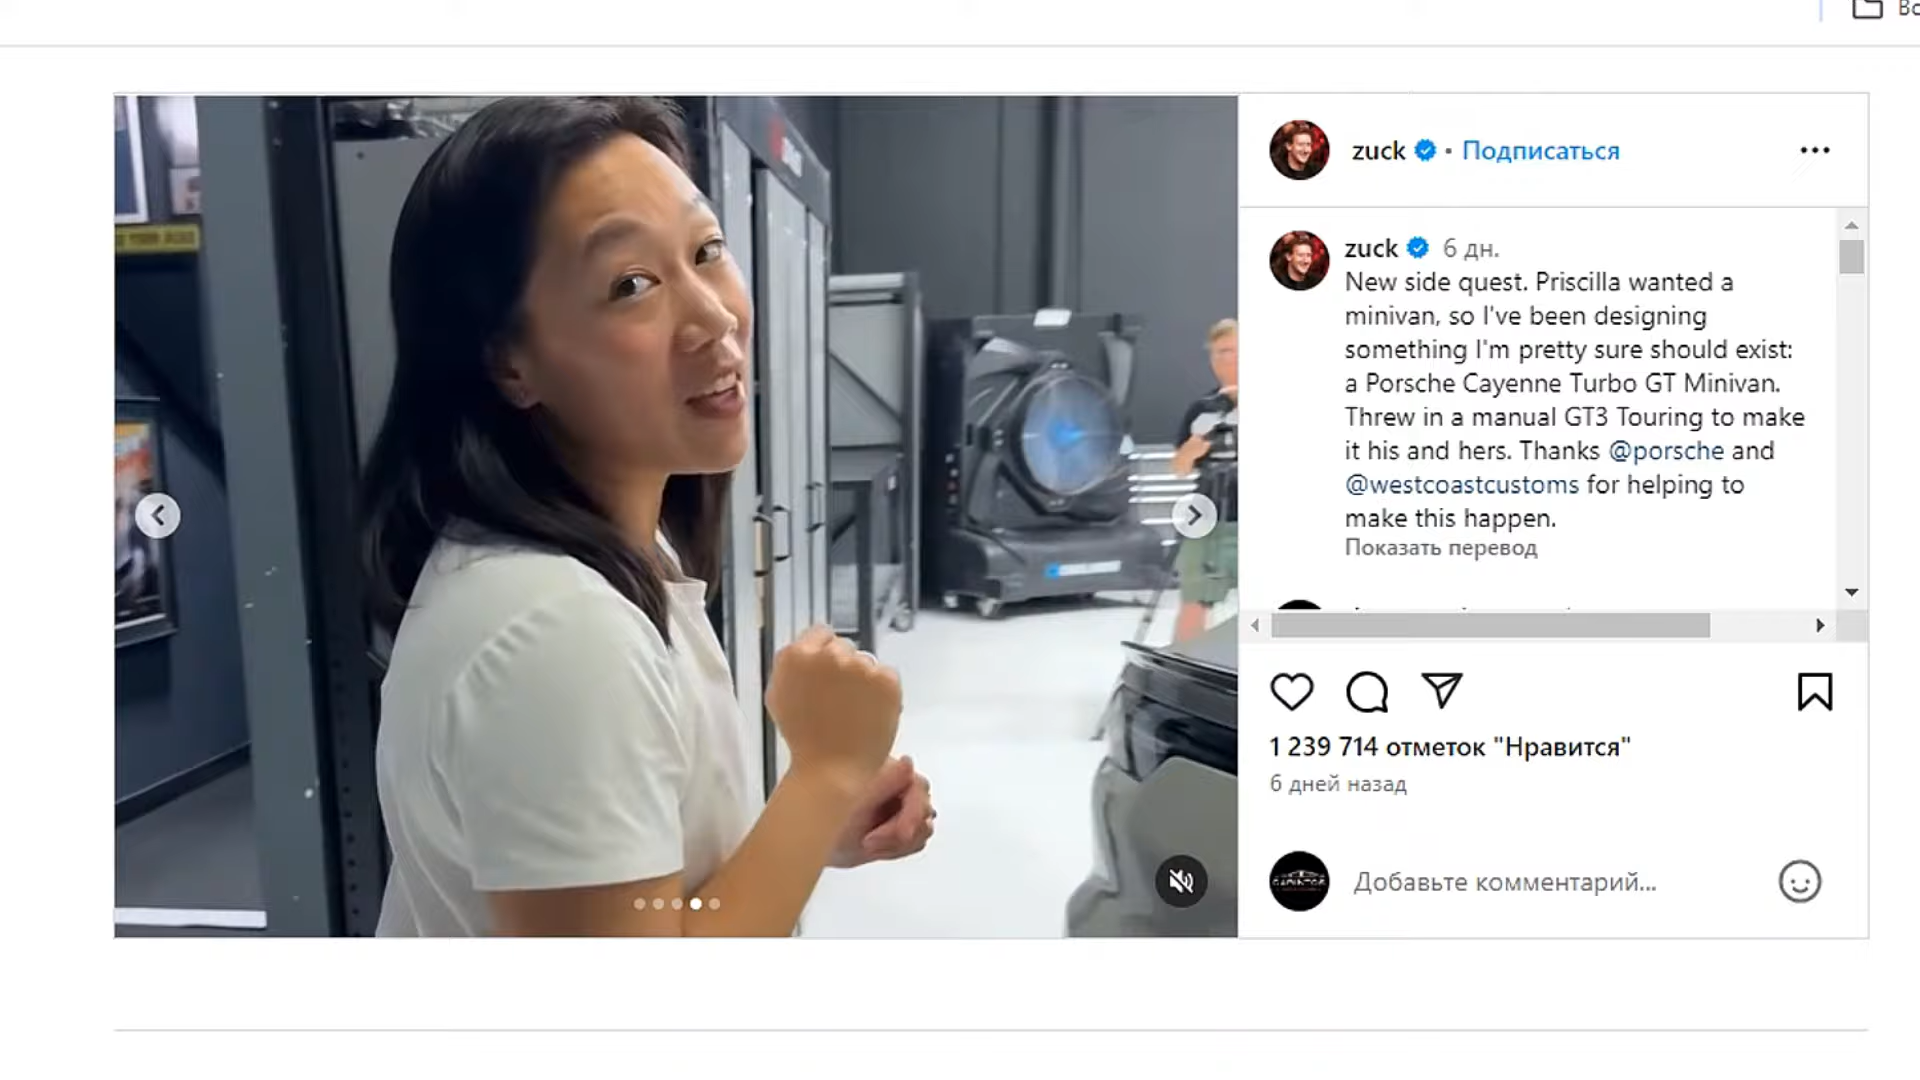 zuck • Подписаться
zuck 6 дн.
New side quest. Priscilla wanted a
minivan, so I've been designing
something I'm pretty sure should exist:
a Porsche Cayenne Turbo GT Minivan.
Threw in a manual GT3 Touring to make
it his and hers. Thanks @porsche and
@westcoastcustoms for helping to
make this happen.
Показать перевод
1 239 714 отметок "Нравится"
6 дней назад
Добавьте комментарий...